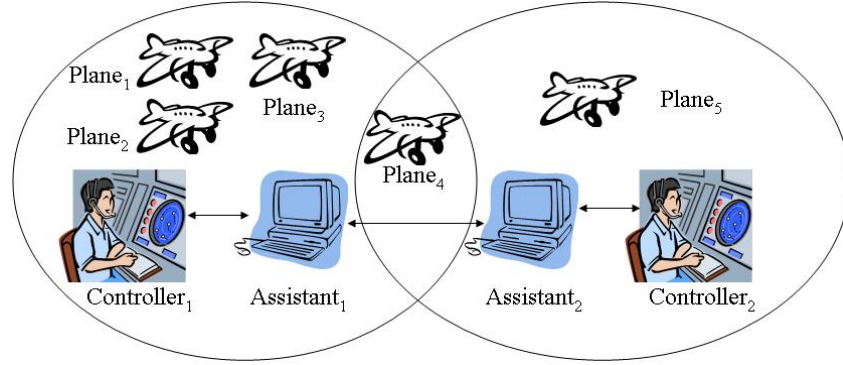 Plane₁
Plane₃
Plane₅
Plane₂
Plane₄
Controller₁
Assistant₁
Assistant₂
Controller₂